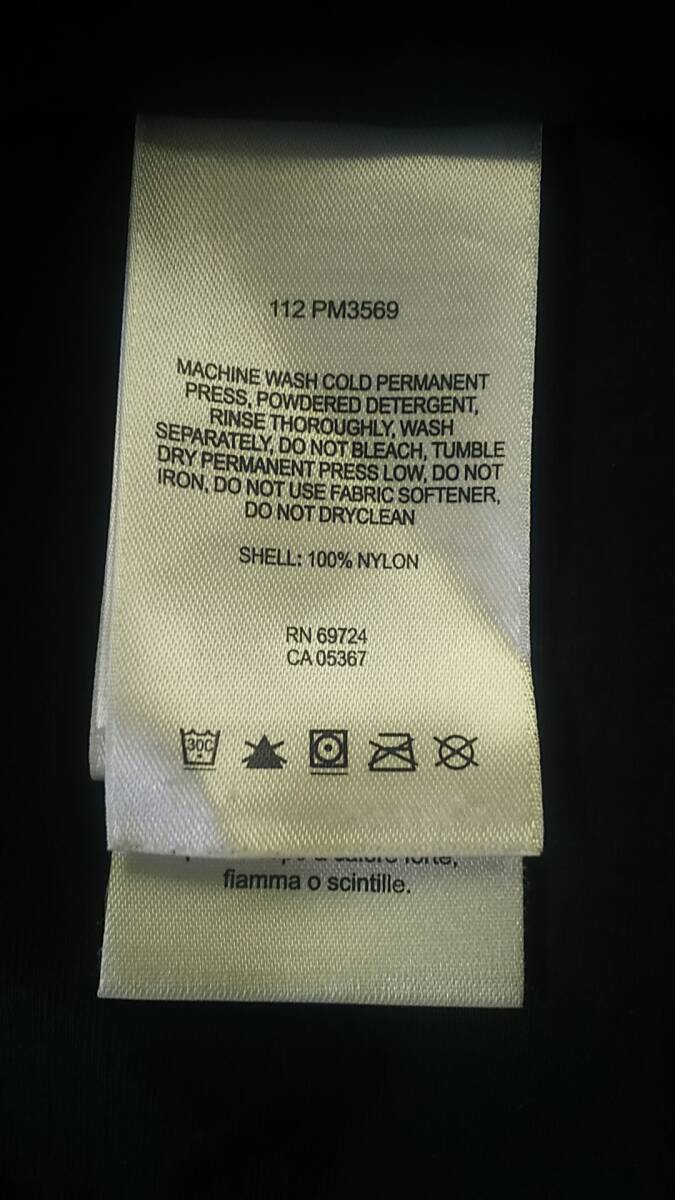 112 PM3569
MACHINE WASH COLD PERMANENT
PRESS, POWDERED DETERGENT,
RINSE THOROUGHLY, WASH
SEPARATELY, DO NOT BLEACH, TUMBLE
DRY PERMANENT PRESS LOW, DO NOT
IRON, DO NOT USE FABRIC SOFTENER,
DO NOT DRYCLEAN
SHELL: 100% NYLON
RN 69724
CA 05367
30C
fiamma o scintille.